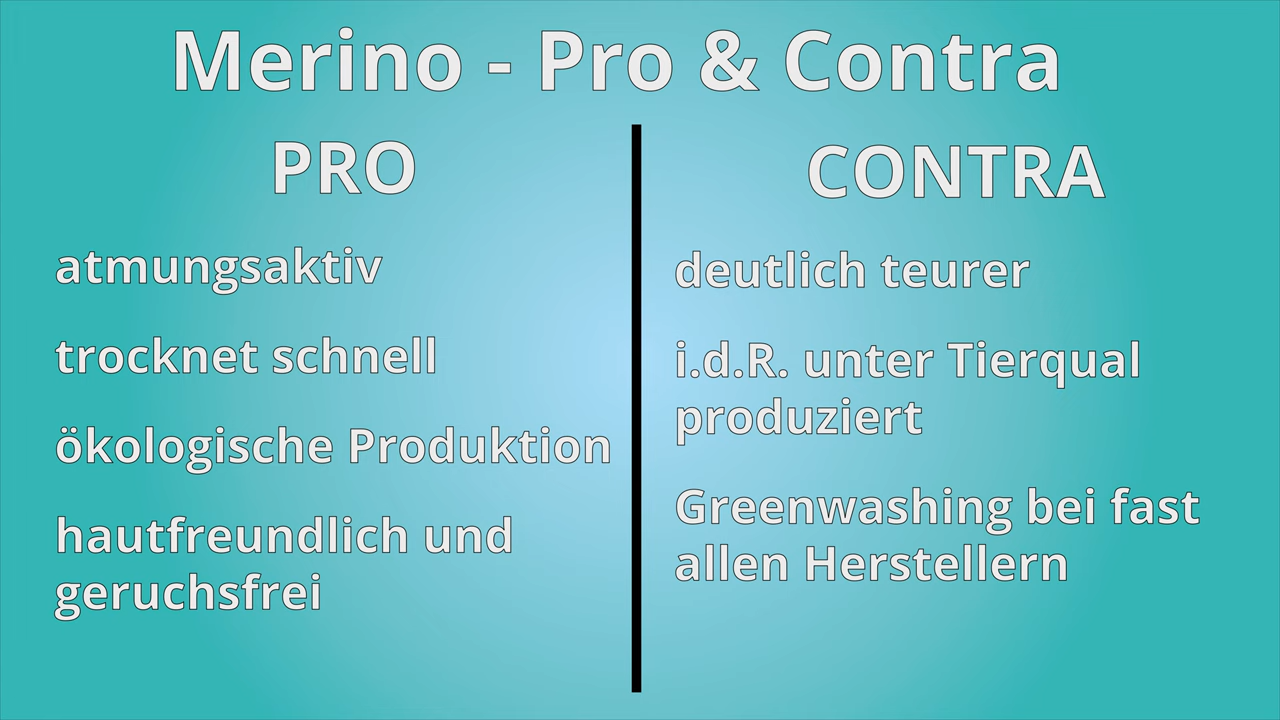 Merino - Pro & Contra
PRO
atmungsaktiv
trocknet schnell
ökologische Produktion
hautfreundlich und
geruchsfrei
CONTRA
deutlich teurer
i.d.R. unter Tierqual
produziert
Greenwashing bei fast
allen Herstellern